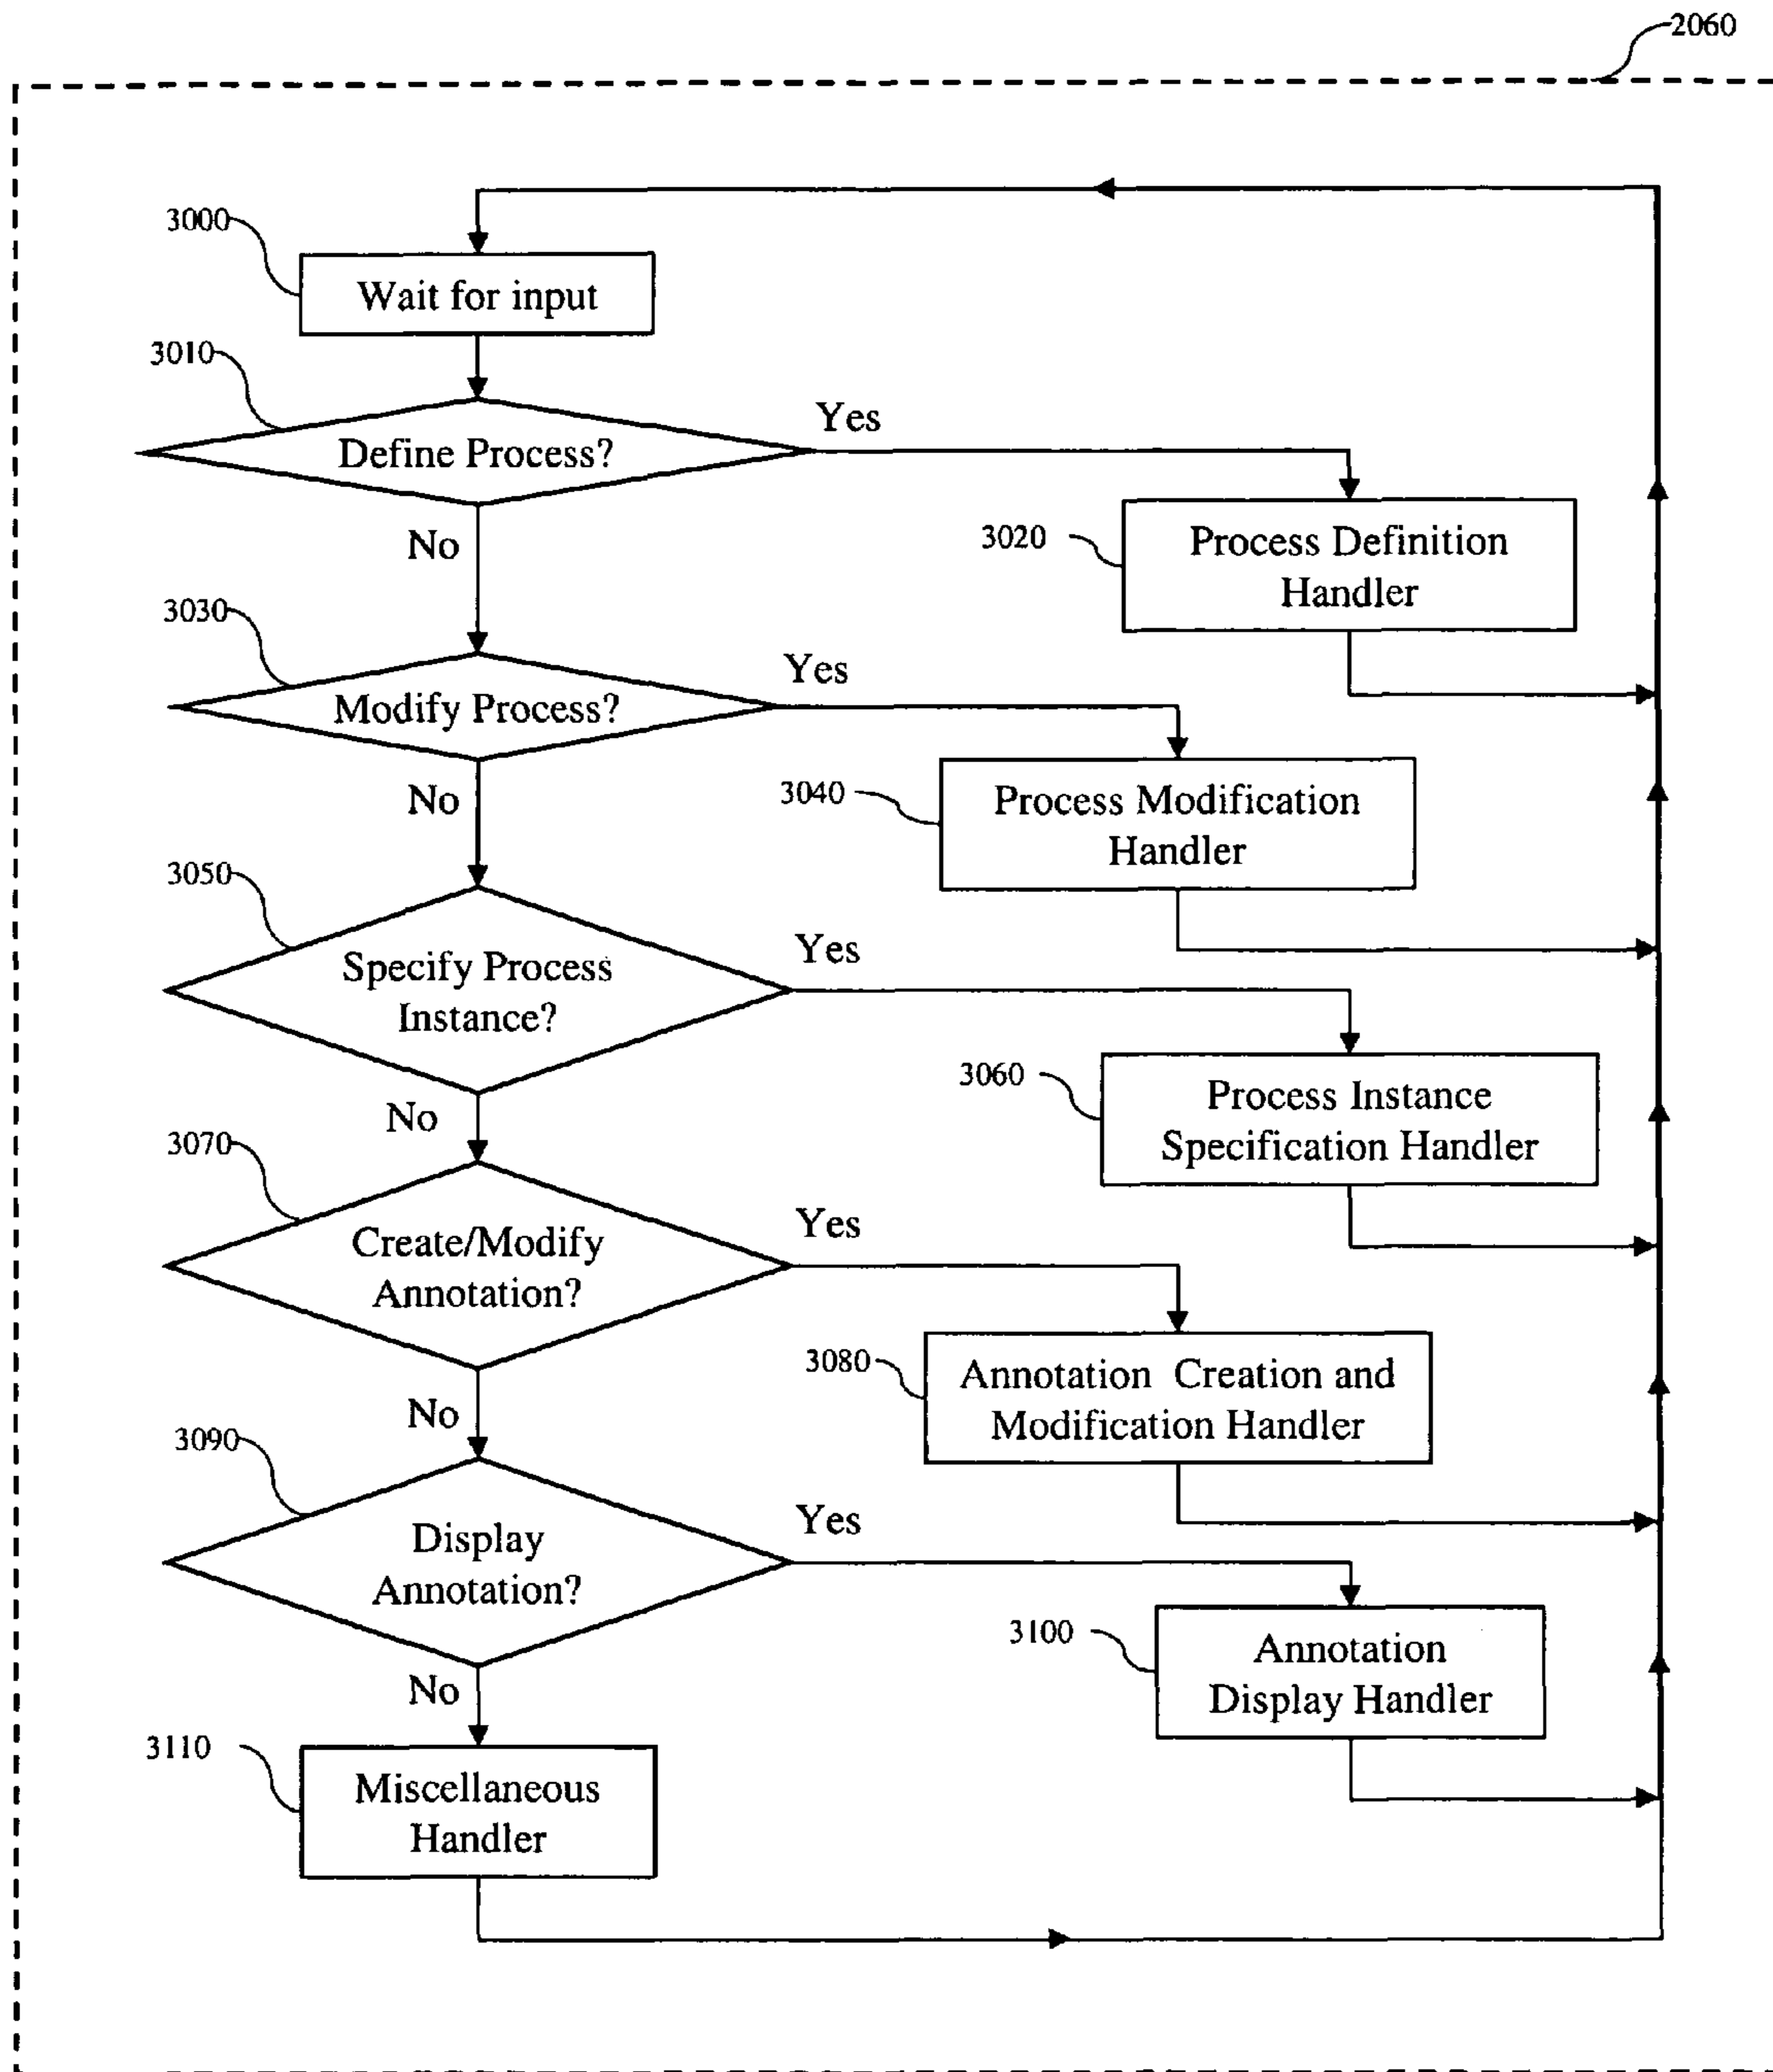 2060
3000
Wait for input
3010
Define Process?
Yes
No
3020
Process Definition
Handler
3030
Modify Process?
Yes
No
3040
Process Modification
Handler
3050
Specify Process
Instance?
Yes
No
3060
Process Instance
Specification Handler
3070
Create/Modify
Annotation?
Yes
No
3080
Annotation Creation and
Modification Handler
3090
Display
Annotation?
Yes
No
3100
Annotation
Display Handler
3110
Miscellaneous
Handler